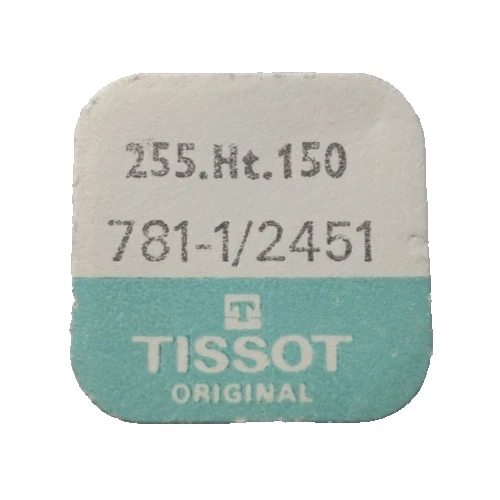 255.Ht.150
781-1/2451
T
TISSOT
ORIGINAL